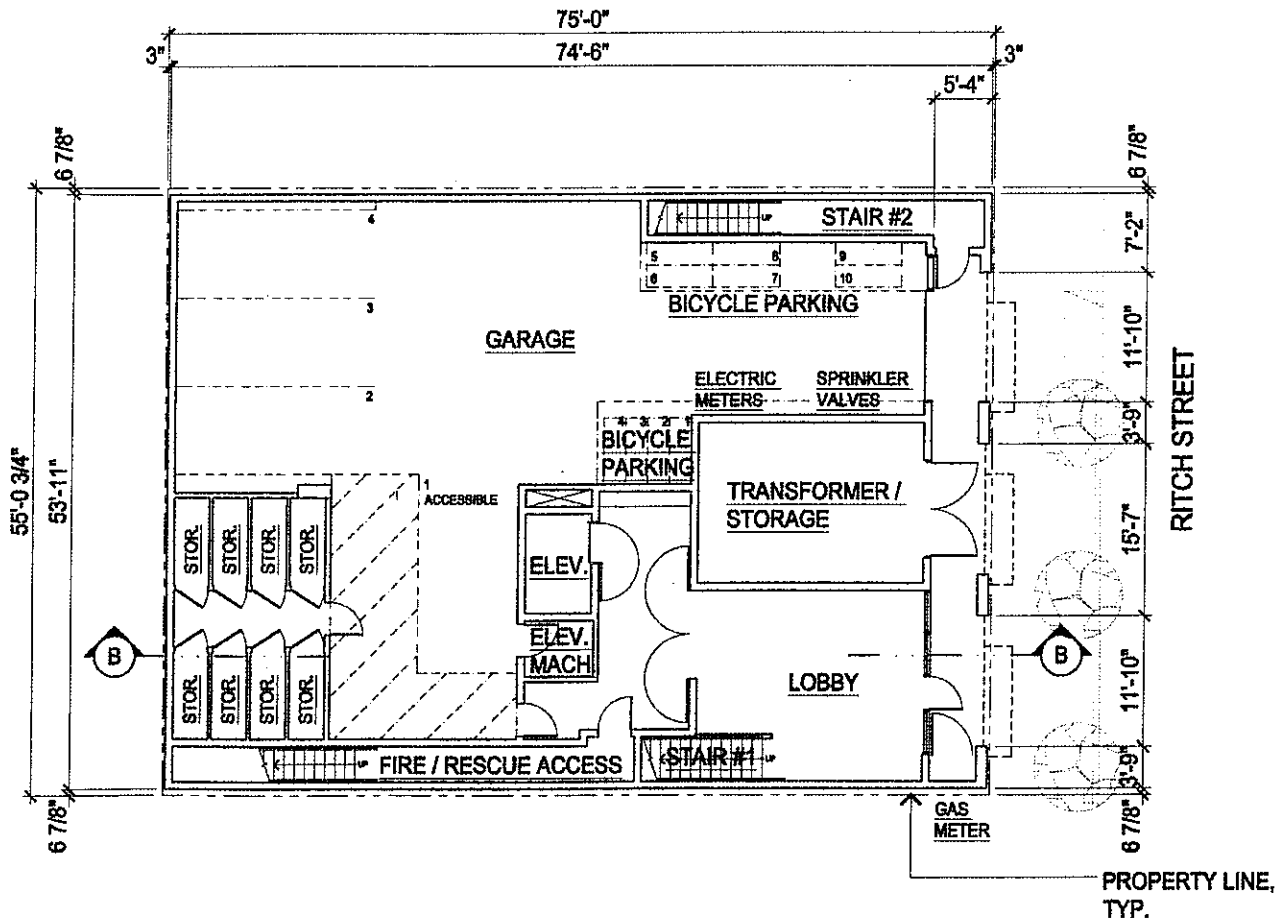 75'-0"
3"
74'-6"
3"
5'-4"
6 7/8"
6 7/8"
55'-0 3/4"
53'-11"
4
UP
STAIR #2
7'-2"
5
8
9
6
7
10
BICYCLE PARKING
3
GARAGE
11'-10"
RITCH STREET
2
ELECTRIC
METERS
SPRINKLER
VALVES
3'-9"
4
3
2
1
BICYCLE
PARKING
1
ACCESSIBLE
TRANSFORMER /
STORAGE
15'-7"
STOR.
STOR.
STOR.
STOR.
ELEV.
ELEV.
MACH
B
B
LOBBY
11'-10"
STOR.
STOR.
STOR.
STOR.
UP
FIRE / RESCUE ACCESS
STAIR #1
UP
3'-9"
6 7/8"
GAS
METER
6 7/8"
PROPERTY LINE,
TYP.